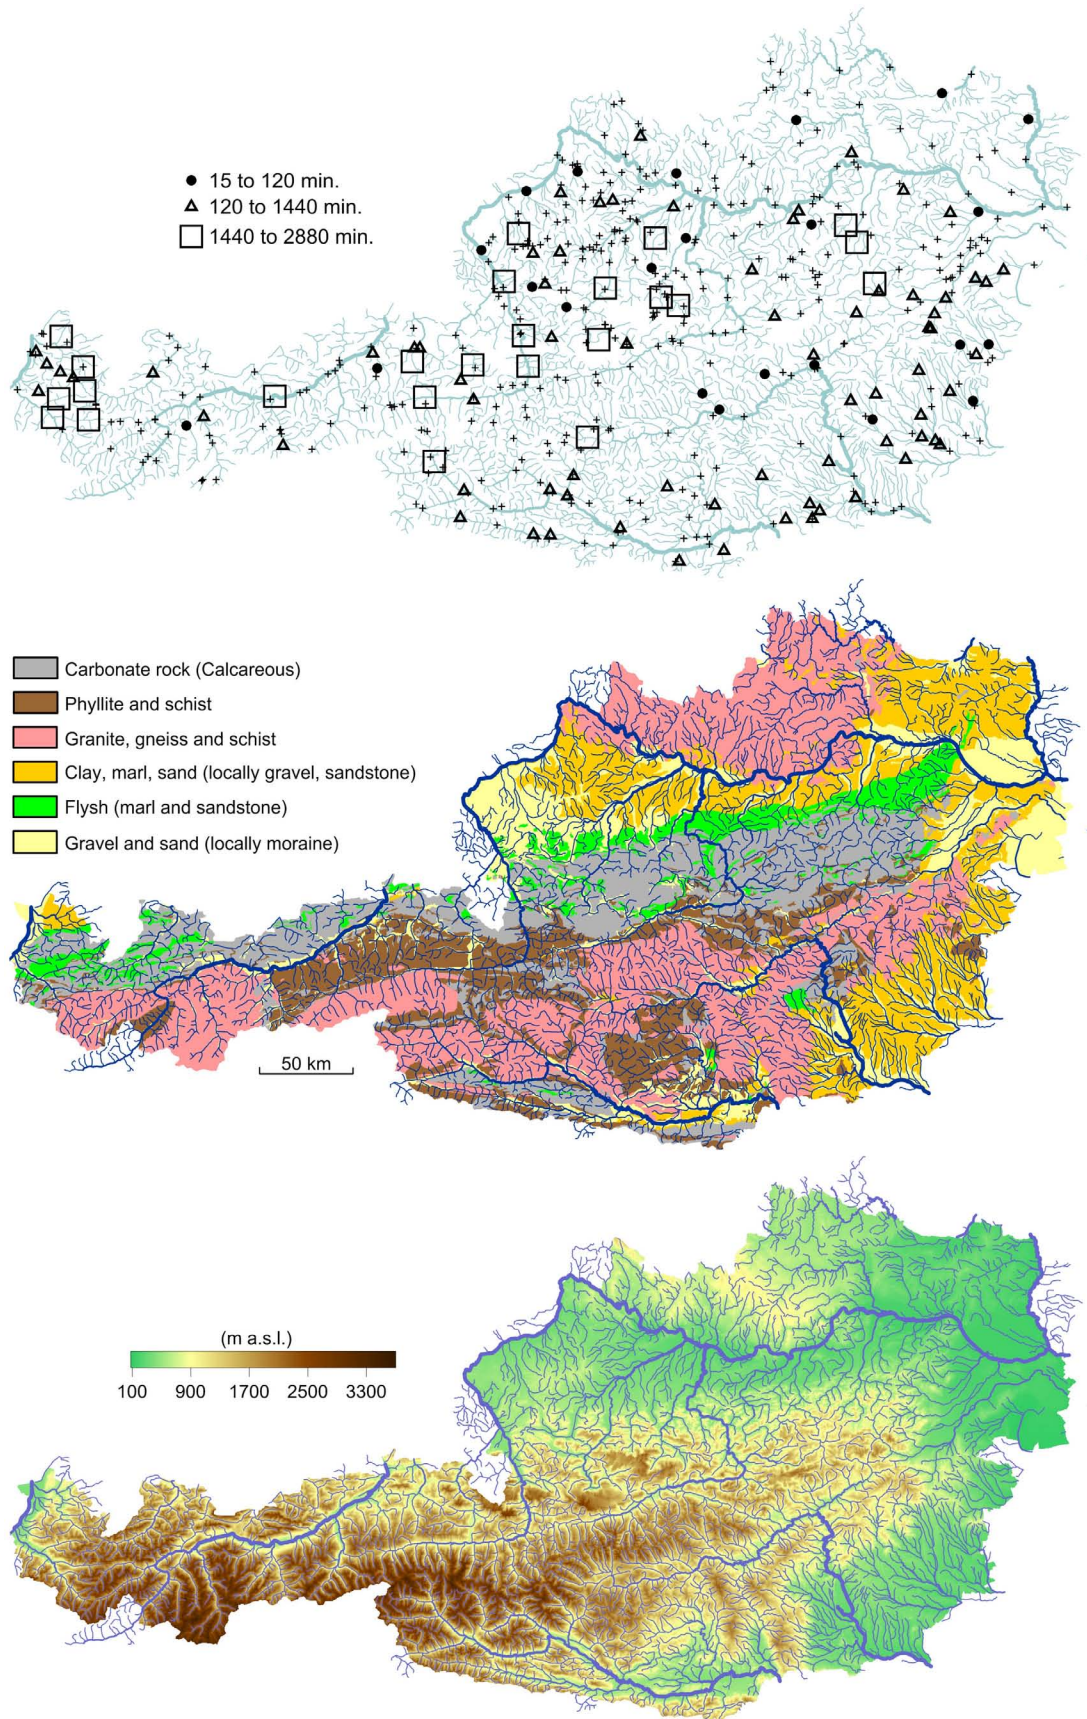 15 to 120 min.
120 to 1440 min.
1440 to 2880 min.
Carbonate rock (Calcareous)
Phyllite and schist
Granite, gneiss and schist
Clay, marl, sand (locally gravel, sandstone)
Flysh (marl and sandstone)
Gravel and sand (locally moraine)
50 km
(m a.s.l.)
100 900 1700 2500 3300